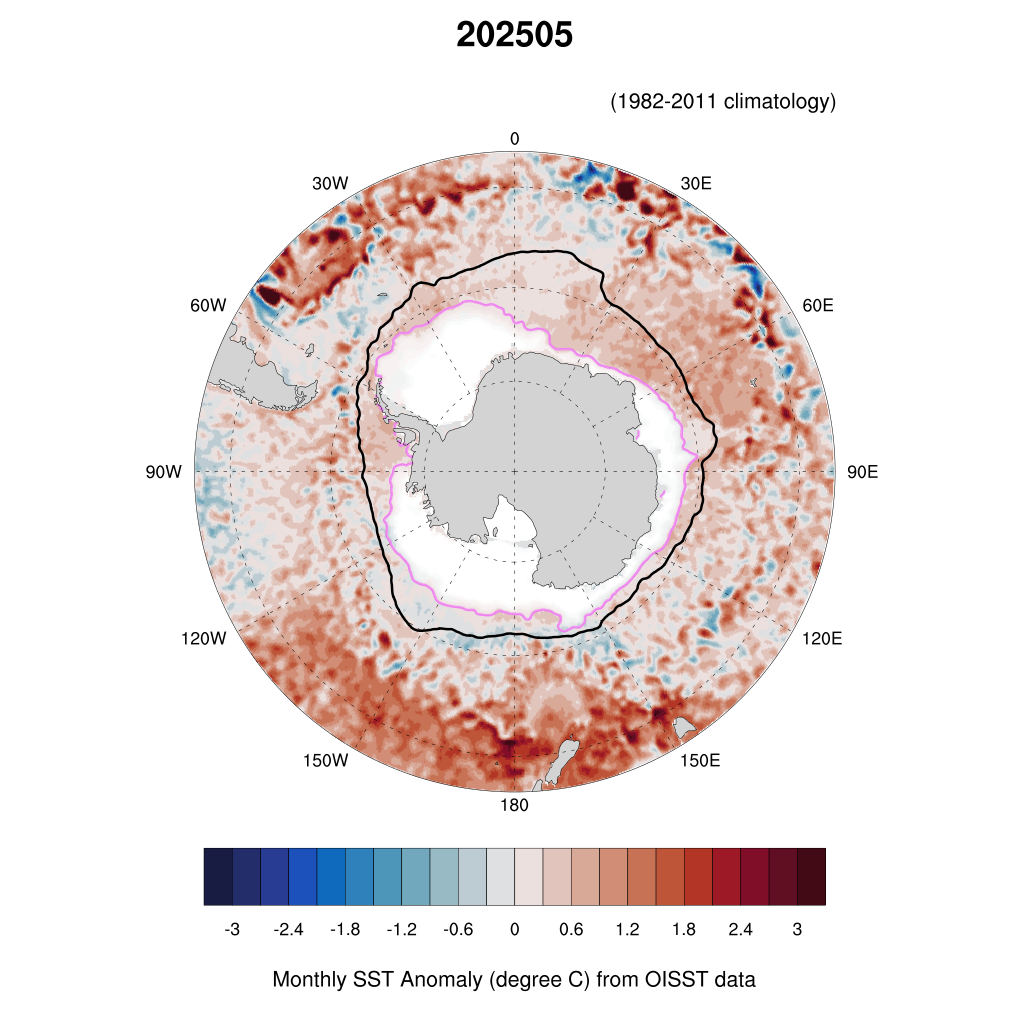 202505
(1982-2011 climatology)
0
30W 30E
60W 60E
90W 90E
120W 120E
150W 150E
180
-3 -2.4 -1.8 -1.2 -0.6 0 0.6 1.2 1.8 2.4 3
Monthly SST Anomaly (degree C) from OISST data